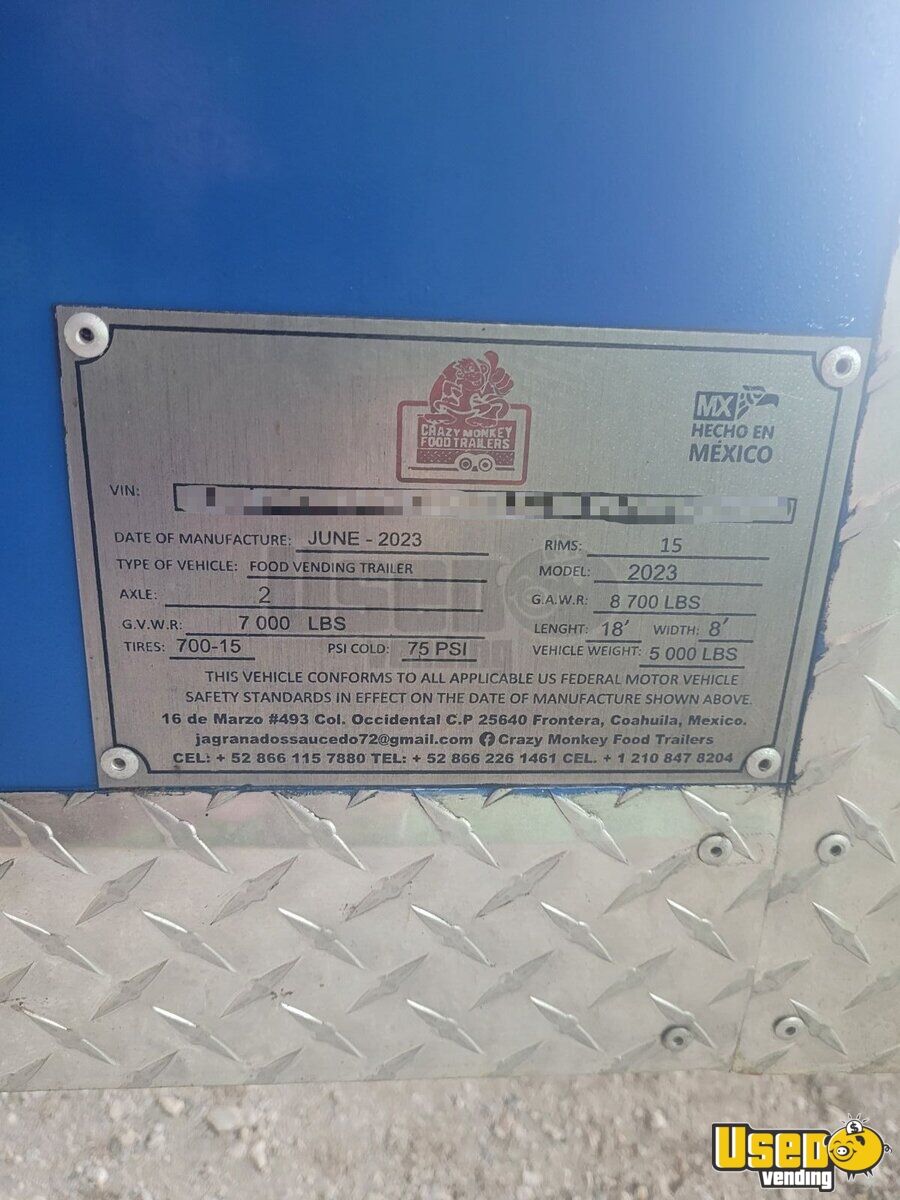 CRAZY MONKEY
FOOD TRAILERS
MX
HECHO EN
MÉXICO
VIN:
DATE OF MANUFACTURE: JUNE - 2023
RIMS: 15
TYPE OF VEHICLE: FOOD VENDING TRAILER
MODEL: 2023
AXLE: 2
G.A.W.R: 8 700 LBS
G.V.W.R: 7 000 LBS
LENGHT: 18’ WIDTH: 8’
TIRES: 700-15 PSI COLD: 75 PSI
VEHICLE WEIGHT: 5 000 LBS
THIS VEHICLE CONFORMS TO ALL APPLICABLE US FEDERAL MOTOR VEHICLE
SAFETY STANDARDS IN EFFECT ON THE DATE OF MANUFACTURE SHOWN ABOVE.
16 de Marzo #493 Col. Occidental C.P 25640 Frontera, Coahuila, Mexico.
jagranadossaucedo72@gmail.com Crazy Monkey Food Trailers
CEL: + 52 866 115 7880 TEL: + 52 866 226 1461 CEL. + 1 210 847 8204
USED
vending